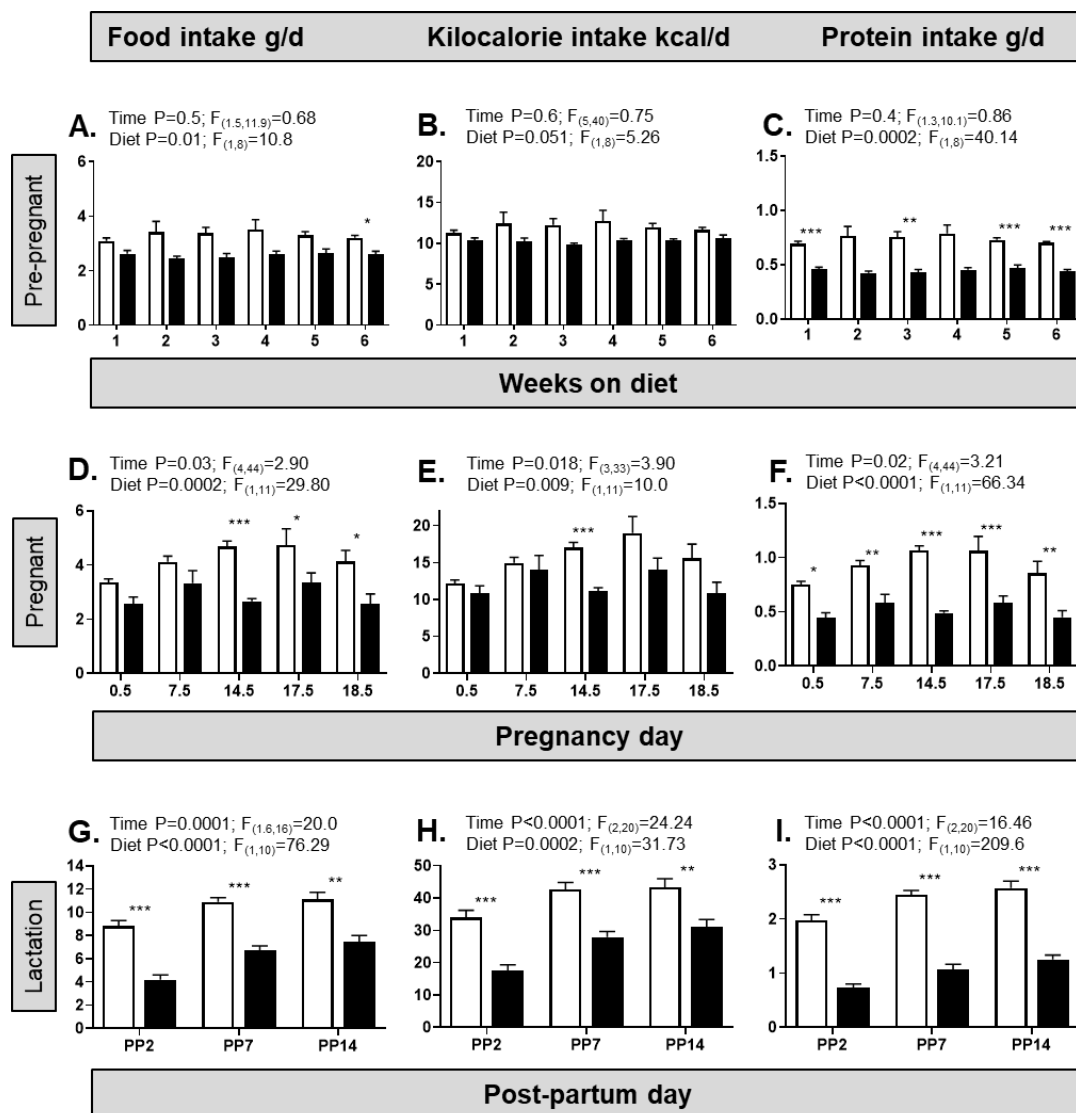 Food intake g/d Kilocalorie intake kcal/d Protein intake g/d
Pre-pregnant
A. Time P=0.5; F(1.5,11.9)=0.68
Diet P=0.01; F(1,8)=10.8
6
4
2
0
*
1 2 3 4 5 6
B. Time P=0.6; F(5,40)=0.75
Diet P=0.051; F(1,8)=5.26
20
15
10
5
0
1 2 3 4 5 6
C. Time P=0.4; F(1.3,10.1)=0.86
Diet P=0.0002; F(1,8)=40.14
1.5
1.0
0.5
0.0
*** ** *** ***
1 2 3 4 5 6
Weeks on diet
Pregnant
D. Time P=0.03; F(4,44)=2.90
Diet P=0.0002; F(1,11)=29.80
6
4
2
0
*** * *
0.5 7.5 14.5 17.5 18.5
E. Time P=0.018; F(3,33)=3.90
Diet P=0.009; F(1,11)=10.0
20
15
10
5
0
***
0.5 7.5 14.5 17.5 18.5
F. Time P=0.02; F(4,44)=3.21
Diet P<0.0001; F(1,11)=66.34
1.5
1.0
0.5
0.0
* ** *** *** **
0.5 7.5 14.5 17.5 18.5
Pregnancy day
Lactation
G. Time P=0.0001; F(1.6,16)=20.0
Diet P<0.0001; F(1,10)=76.29
14
12
10
8
6
4
2
0
*** *** **
PP2 PP7 PP14
H. Time P<0.0001; F(2,20)=24.24
Diet P=0.0002; F(1,10)=31.73
50
40
30
20
10
0
*** *** **
PP2 PP7 PP14
I. Time P<0.0001; F(2,20)=16.46
Diet P<0.0001; F(1,10)=209.6
3
2
1
0
*** *** ***
PP2 PP7 PP14
Post-partum day